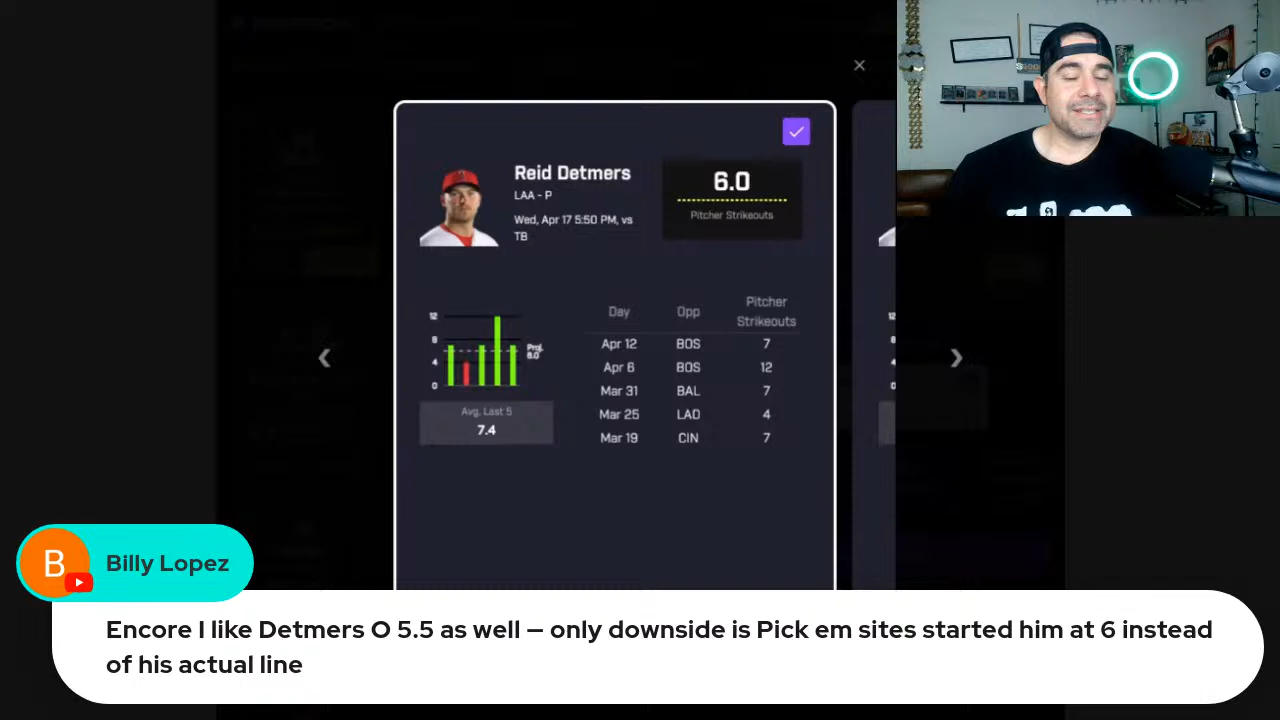 Reid Detmers
LAA - P
Wed, Apr 17 5:50 PM, vs
TB
6.0
Pitcher Strikeouts
12
8
4
0
Proj.
6.0
Avg. Last 5
7.4
Day Opp Pitcher
Strikeouts
Apr 12 BOS 7
Apr 6 BOS 12
Mar 31 BAL 7
Mar 25 LAD 4
Mar 19 CIN 7
B
Billy Lopez
Encore I like Detmers O 5.5 as well — only downside is Pick em sites started him at 6 instead
of his actual line